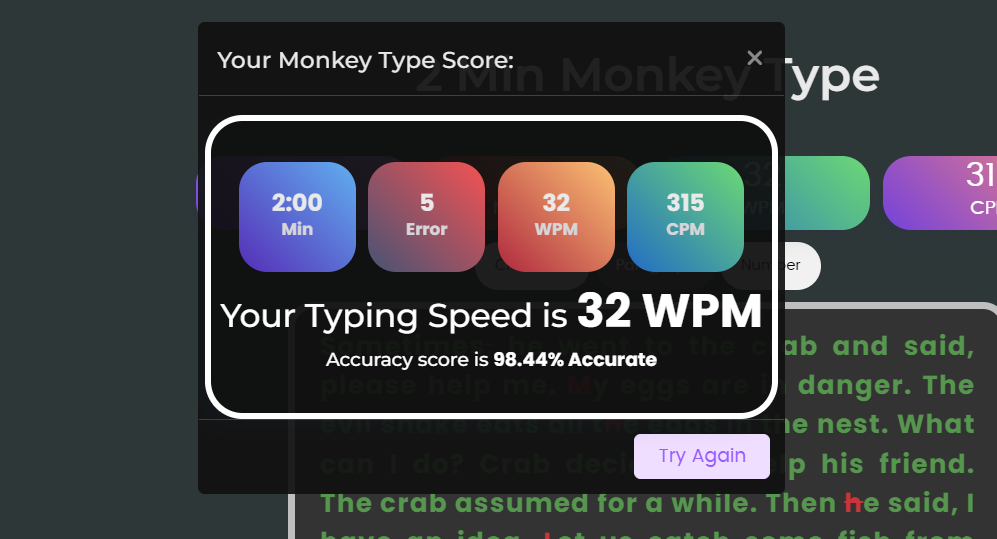 Your Monkey Type Score:
×
2 Min Monkey Type
2:00
Min
5
Error
32
WPM
315
CPM
32
WPM
31
CPM
Number
Your Typing Speed is 32 WPM
Accuracy score is 98.44% Accurate
Sometimes he went to the crab and said,
please help me. My eggs are in danger. The
evil snake eats all the eggs in the nest. What
can I do? Crab decided to help his friend.
The crab assumed for a while. Then he said, I
have an idea. Let us catch some fish from
Try Again